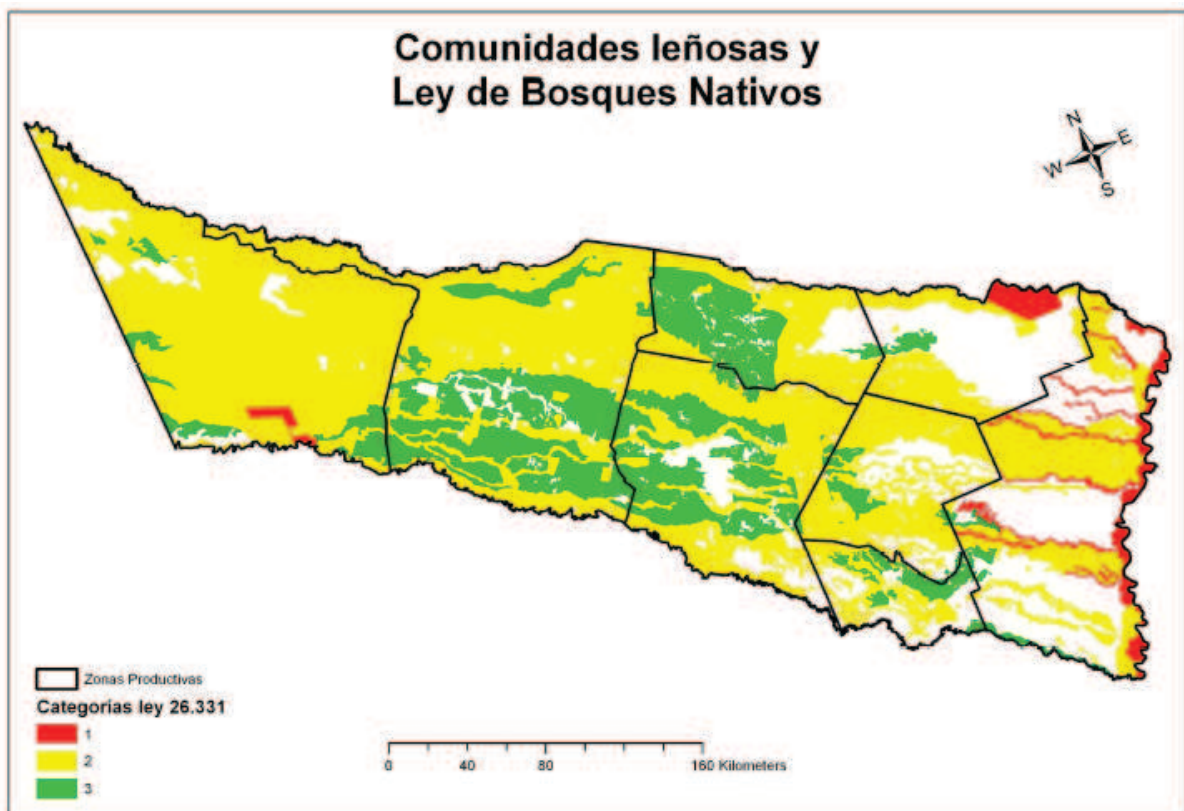 Comunidades leñosas y
Ley de Bosques Nativos
N
E
W
S
Zonas Productivas
Categorías ley 26.331
1
2
3
0 40 80 160 Kilometers